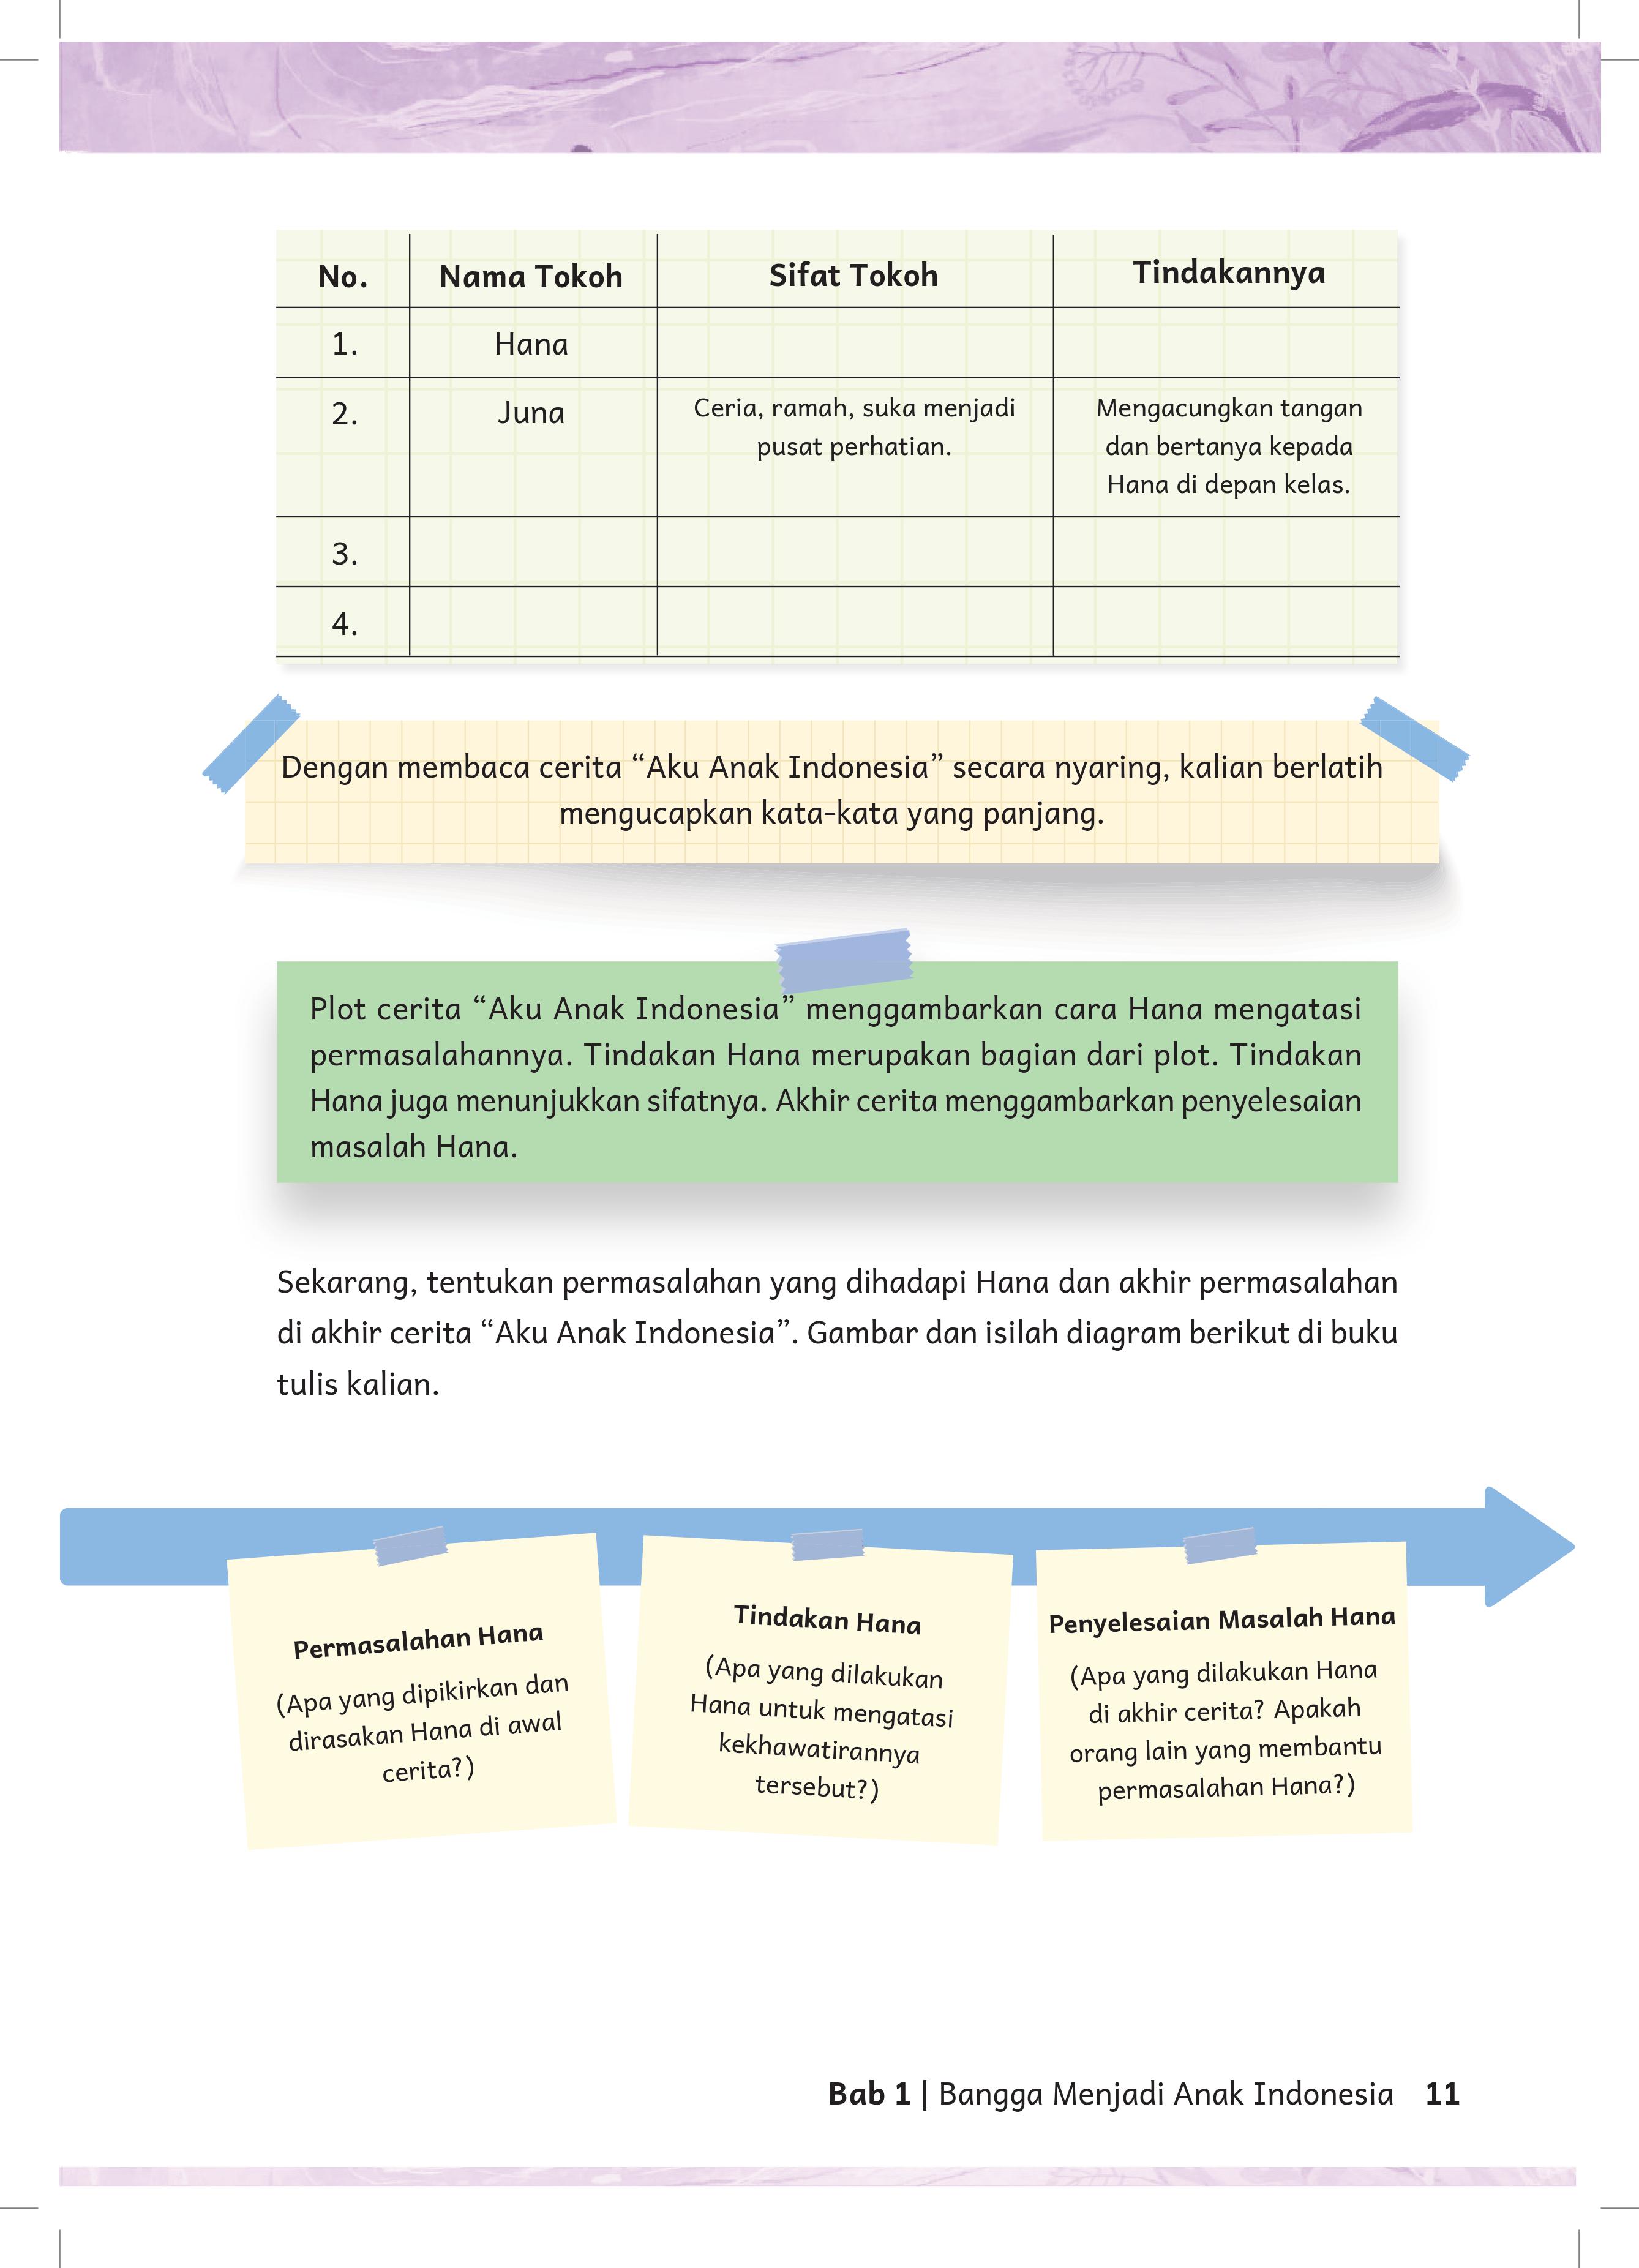 No. Nama Tokoh Sifat Tokoh Tindakannya
1. Hana
2. Juna Ceria, ramah, suka menjadi Mengacungkan tangan
pusat perhatian. dan bertanya kepada
Hana di depan kelas.
3.
4.
Dengan membaca cerita “Aku Anak Indonesia” secara nyaring, kalian berlatih
mengucapkan kata-kata yang panjang.
Plot cerita “Aku Anak Indonesia” menggambarkan cara Hana mengatasi
permasalahannya. Tindakan Hana merupakan bagian dari plot. Tindakan
Hana juga menunjukkan sifatnya. Akhir cerita menggambarkan penyelesaian
masalah Hana.
Sekarang, tentukan permasalahan yang dihadapi Hana dan akhir permasalahan
di akhir cerita “Aku Anak Indonesia”. Gambar dan isilah diagram berikut di buku
tulis kalian.
Permasalahan Hana
(Apa yang dipikirkan dan
dirasakan Hana di awal
cerita?)
Tindakan Hana
(Apa yang dilakukan
Hana untuk mengatasi
kekhawatirannya
tersebut?)
Penyelesaian Masalah Hana
(Apa yang dilakukan Hana
di akhir cerita? Apakah
orang lain yang membantu
permasalahan Hana?)
Bab 1 | Bangga Menjadi Anak Indonesia 11